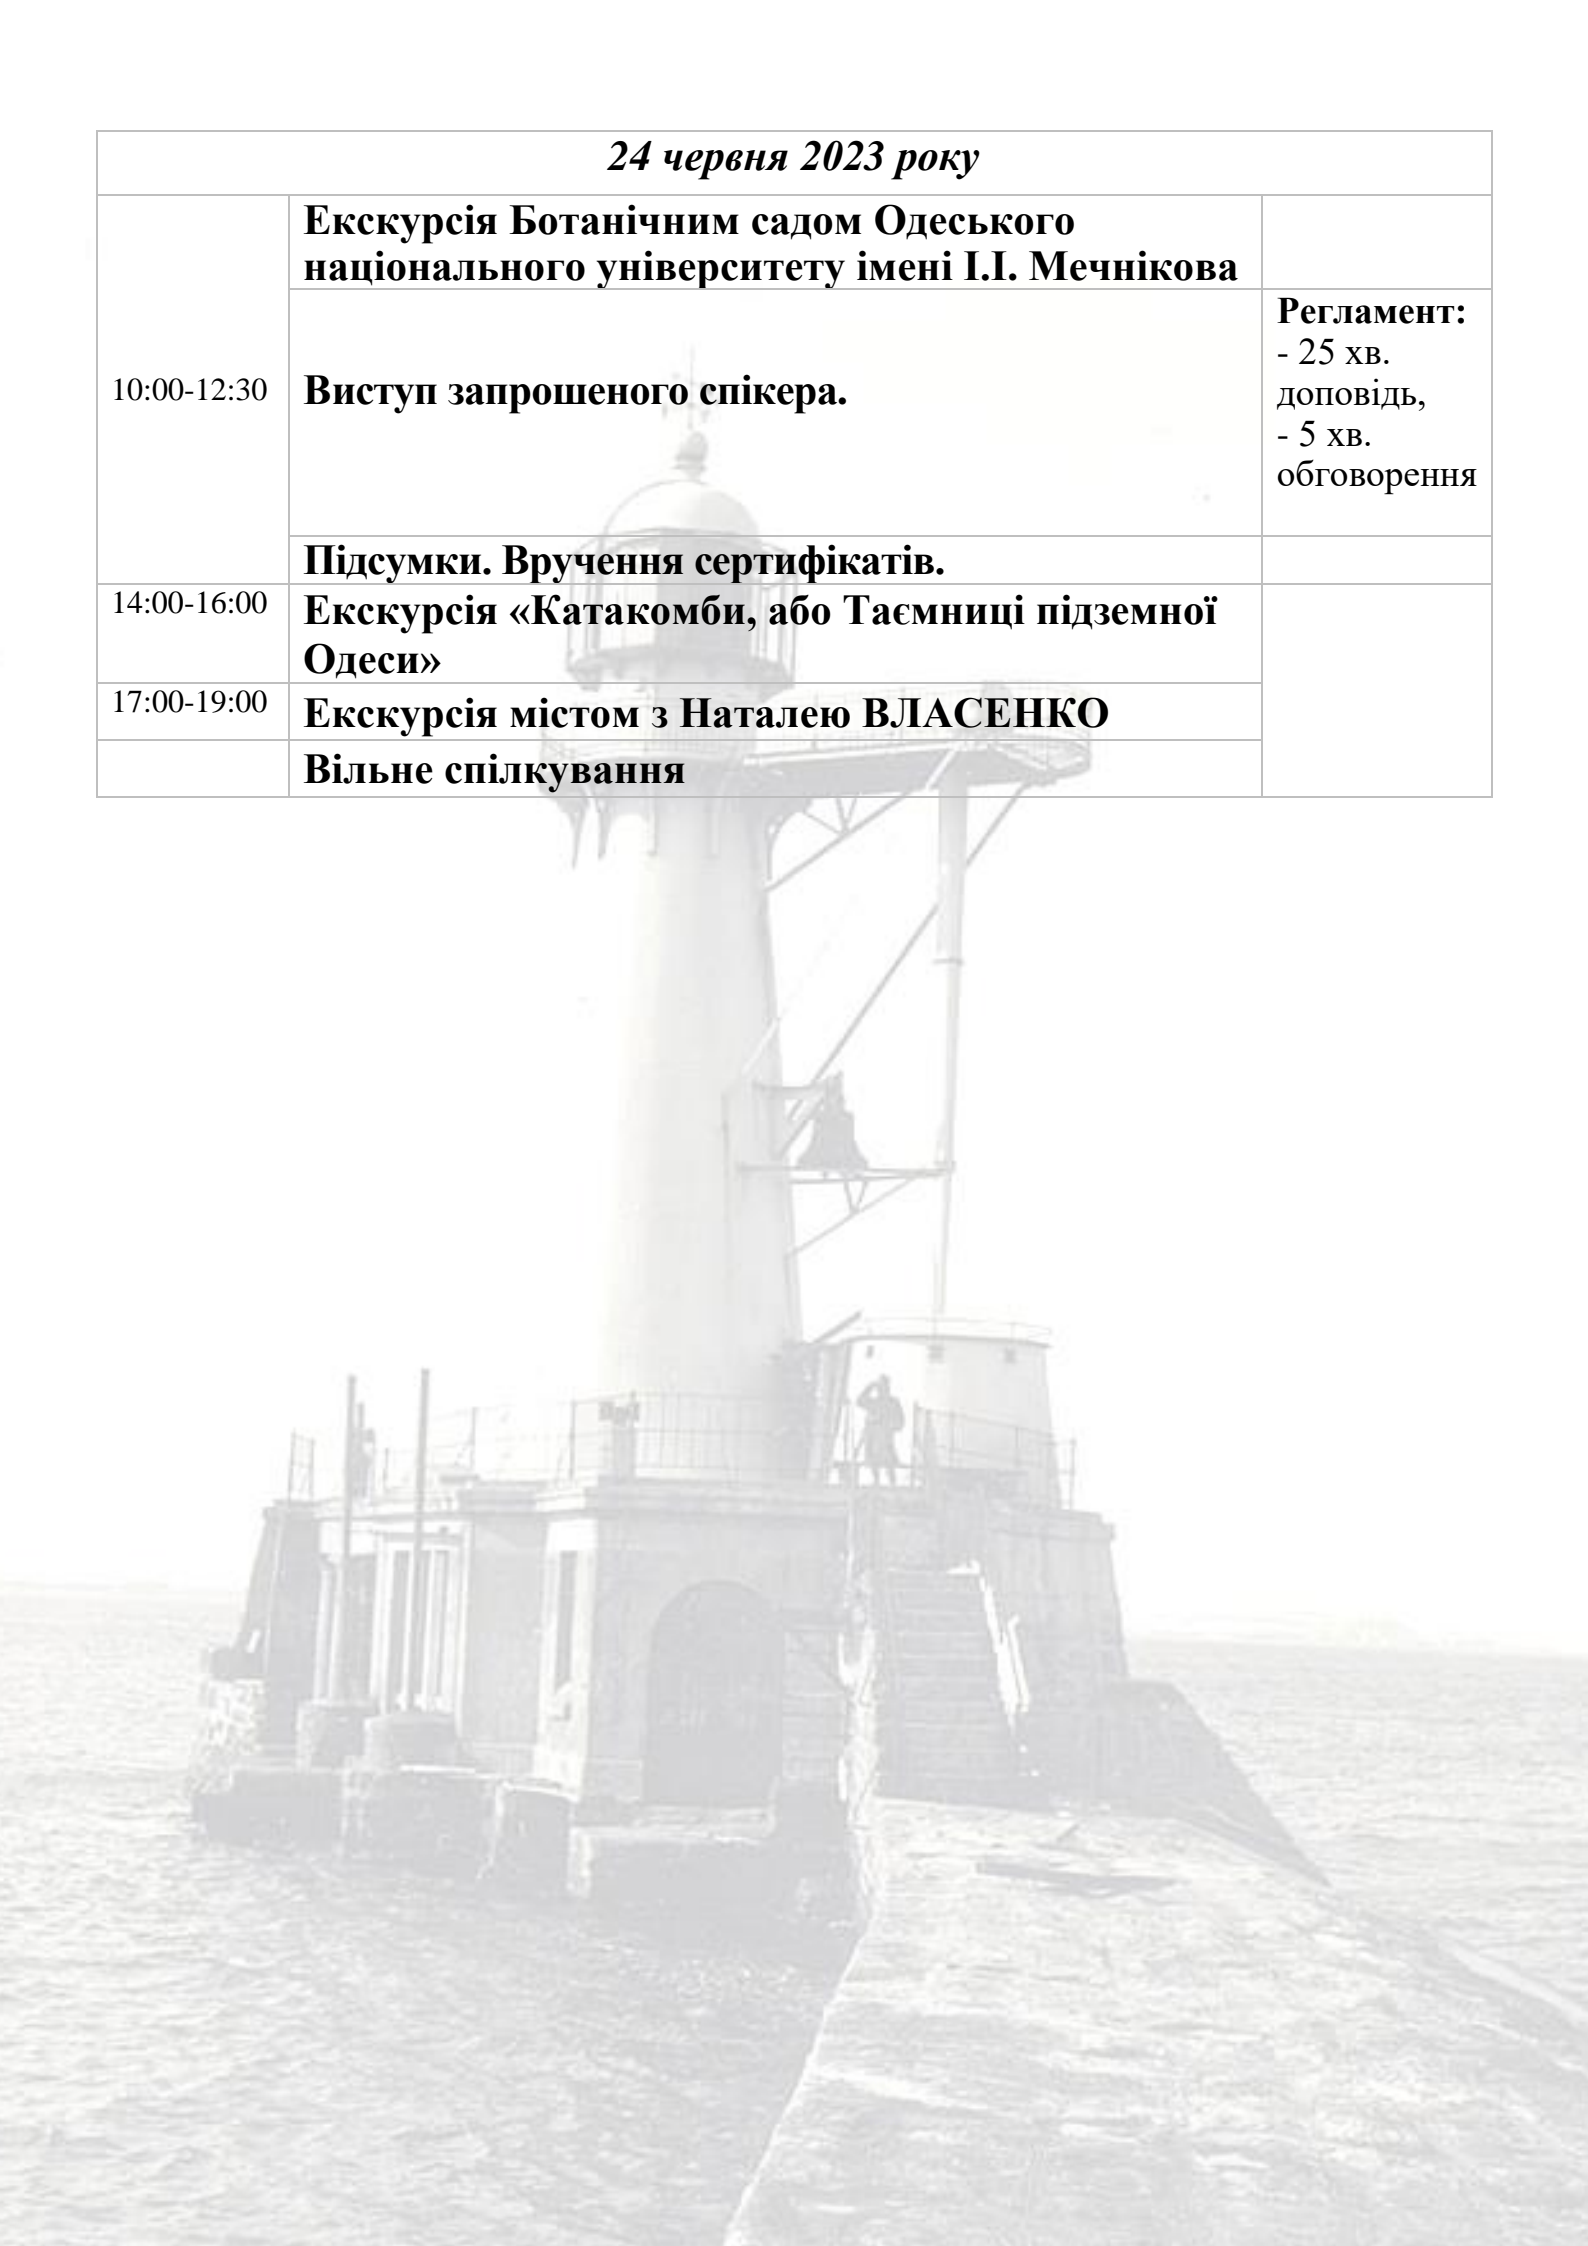 24 червня 2023 року
Екскурсія Ботанічним садом Одеського
національного університету імені І.І. Мечнікова
10:00-12:30
Виступ запрошеного спікера.
Регламент:
- 25 хв.
доповідь,
- 5 хв.
обговорення
Підсумки. Вручення сертифікатів.
14:00-16:00
Екскурсія «Катакомби, або Таємниці підземної
Одеси»
17:00-19:00
Екскурсія містом з Наталею ВЛАСЕНКО
Вільне спілкування